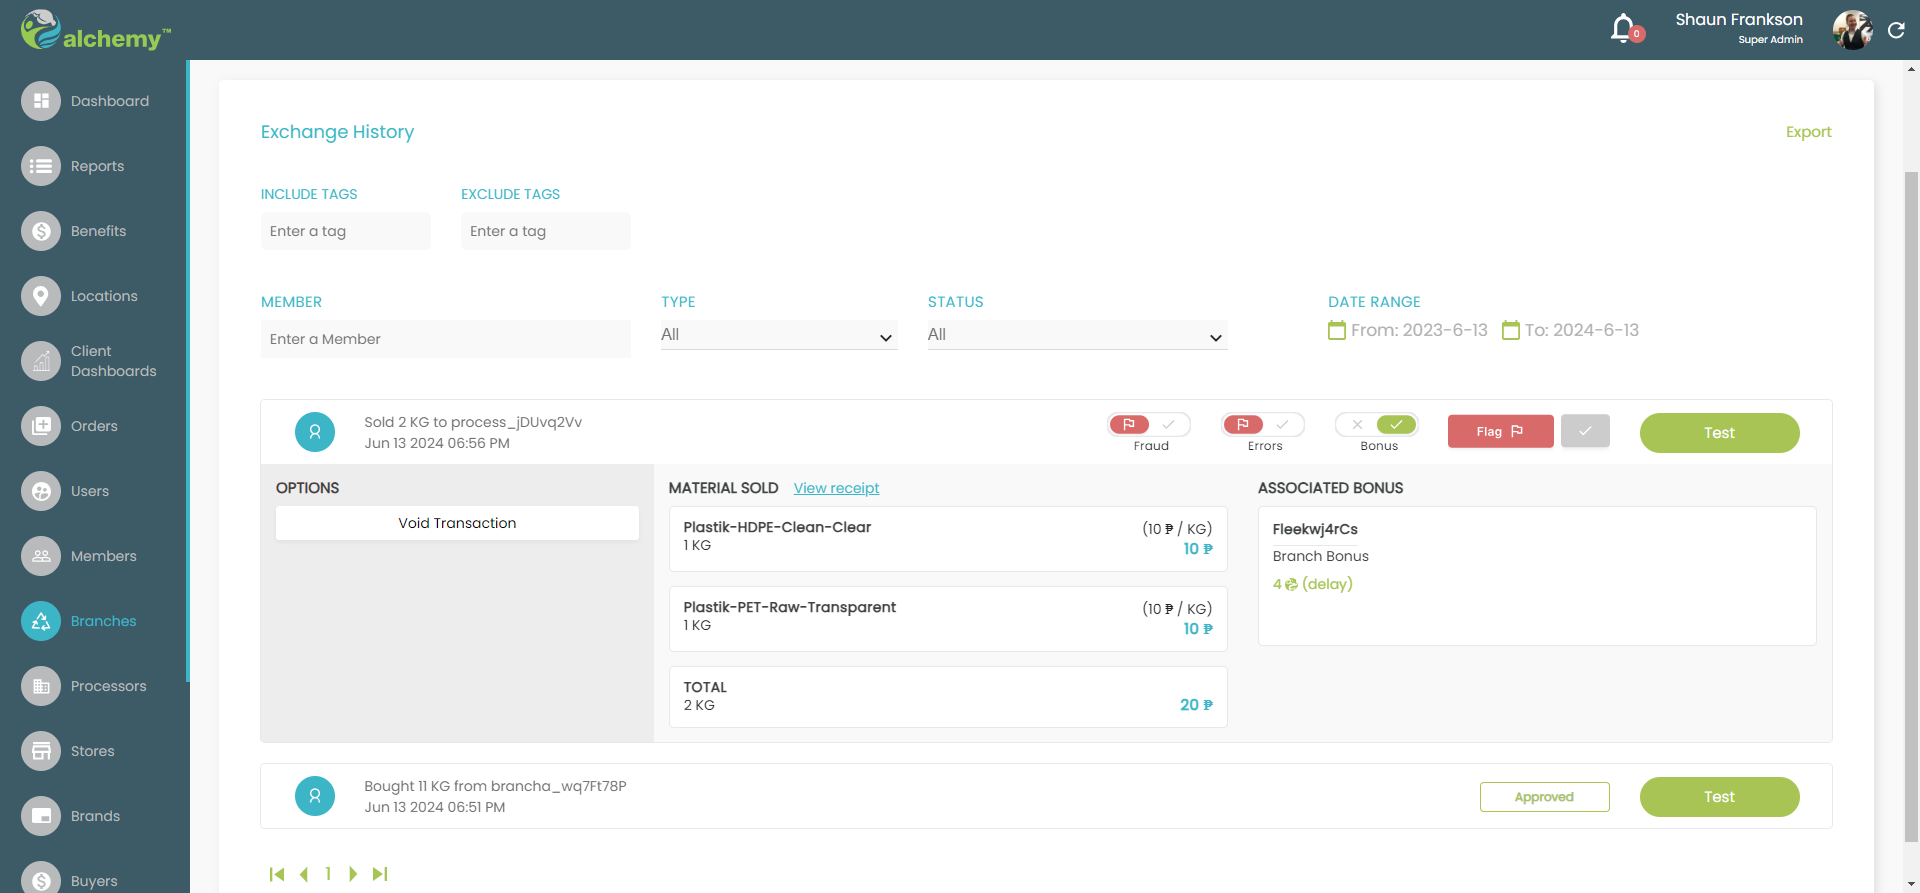 alchemy™
0
Shaun Frankson
Super Admin
Dashboard
Reports
Benefits
Locations
Client
Dashboards
Orders
Users
Members
Branches
Processors
Stores
Brands
Buyers
Exchange History
Export
INCLUDE TAGS
EXCLUDE TAGS
Enter a tag
Enter a tag
MEMBER
TYPE
STATUS
DATE RANGE
Enter a Member
All
All
From: 2023-6-13
To: 2024-6-13
Sold 2 KG to process_jDUvq2Vv
Jun 13 2024 06:56 PM
Fraud
Errors
Bonus
Flag
Test
OPTIONS
Void Transaction
MATERIAL SOLD
View receipt
Plastik-HDPE-Clean-Clear
(10 ₱ / KG)
1 KG
10 ₱
Plastik-PET-Raw-Transparent
(10 ₱ / KG)
1 KG
10 ₱
TOTAL
2 KG
20 ₱
ASSOCIATED BONUS
Fleekwj4rCs
Branch Bonus
4 (delay)
Bought 11 KG from brancha_wq7Ft78P
Jun 13 2024 06:51 PM
Approved
Test
1